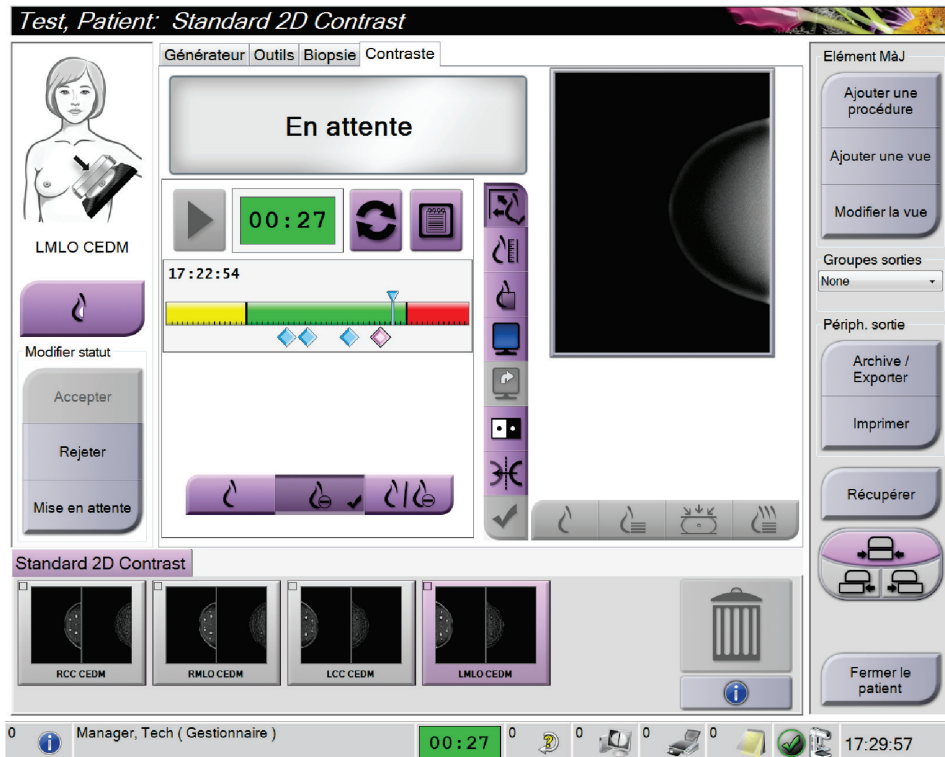 Test, Patient: Standard 2D Contrast
Générateur Outils Biopsie Contraste
En attente
LMLO CEDM
00:27
17:22:54
Modifier statut
Accepter
Rejeter
Mise en attente
Elément MàJ
Ajouter une
procédure
Ajouter une vue
Modifier la vue
Groupes sorties
None
Périph. sortie
Archive /
Exporter
Imprimer
Récupérer
Fermer le
patient
Standard 2D Contrast
RCC CEDM
RMLO CEDM
LCC CEDM
LMLO CEDM
0 Manager, Tech ( Gestionnaire ) 00:27 0 0 0 0 17:29:57